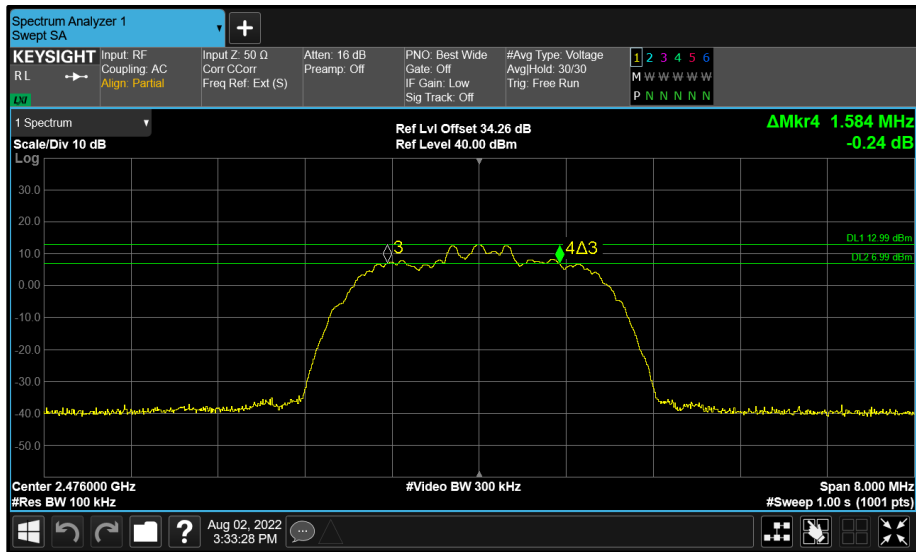 Spectrum Analyzer 1
Swept SA
KEYSIGHT
RL
LXI
Input: RF
Coupling: AC
Align: Partial
Input Z: 50 Ω
Corr CCorr
Freq Ref: Ext (S)
Atten: 16 dB
Preamp: Off
PNO: Best Wide
Gate: Off
IF Gain: Low
Sig Track: Off
#Avg Type: Voltage
Avg|Hold: 30/30
Trig: Free Run
1 2 3 4 5 6
M W W W W W
P N N N N N
1 Spectrum
Scale/Div 10 dB
Ref Lvl Offset 34.26 dB
Ref Level 40.00 dBm
ΔMkr4 1.584 MHz
-0.24 dB
Log
30.0
20.0
DL1 12.99 dBm
10.0
3
4Δ3
DL2 6.99 dBm
0.00
-10.0
-20.0
-30.0
-40.0
-50.0
Center 2.476000 GHz
#Video BW 300 kHz
Span 8.000 MHz
#Res BW 100 kHz
#Sweep 1.00 s (1001 pts)
?
Aug 02, 2022
3:33:28 PM